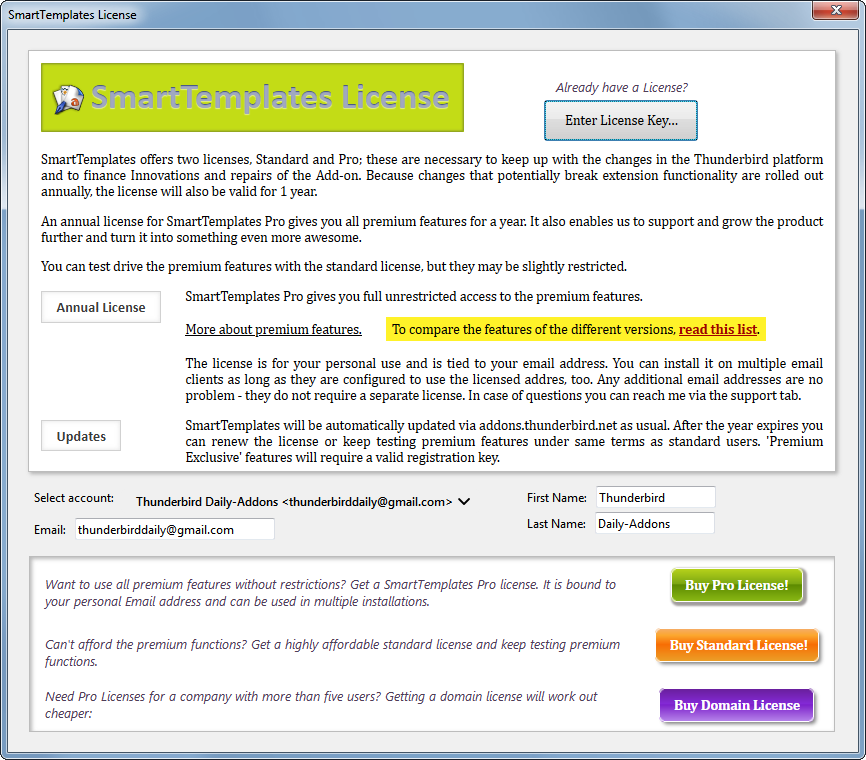 SmartTemplates License
SmartTemplates License
Already have a License?
Enter License Key...
SmartTemplates offers two licenses, Standard and Pro; these are necessary to keep up with the changes in the Thunderbird platform
and to finance Innovations and repairs of the Add-on. Because changes that potentially break extension functionality are rolled out
annually, the license will also be valid for 1 year.
An annual license for SmartTemplates Pro gives you all premium features for a year. It also enables us to support and grow the product
further and turn it into something even more awesome.
You can test drive the premium features with the standard license, but they may be slightly restricted.
Annual License
SmartTemplates Pro gives you full unrestricted access to the premium features.
More about premium features. To compare the features of the different versions, read this list.
The license is for your personal use and is tied to your email address. You can install it on multiple email
clients as long as they are configured to use the licensed addres, too. Any additional email addresses are no
problem - they do not require a separate license. In case of questions you can reach me via the support tab.
Updates
SmartTemplates will be automatically updated via addons.thunderbird.net as usual. After the year expires you
can renew the license or keep testing premium features under same terms as standard users. 'Premium
Exclusive' features will require a valid registration key.
Select account: Thunderbird Daily-Addons <thunderbirddaily@gmail.com>
First Name: Thunderbird
Email: thunderbirddaily@gmail.com
Last Name: Daily-Addons
Want to use all premium features without restrictions? Get a SmartTemplates Pro license. It is bound to
your personal Email address and can be used in multiple installations.
Buy Pro License!
Can't afford the premium functions? Get a highly affordable standard license and keep testing premium
functions.
Buy Standard License!
Need Pro Licenses for a company with more than five users? Getting a domain license will work out
cheaper:
Buy Domain License